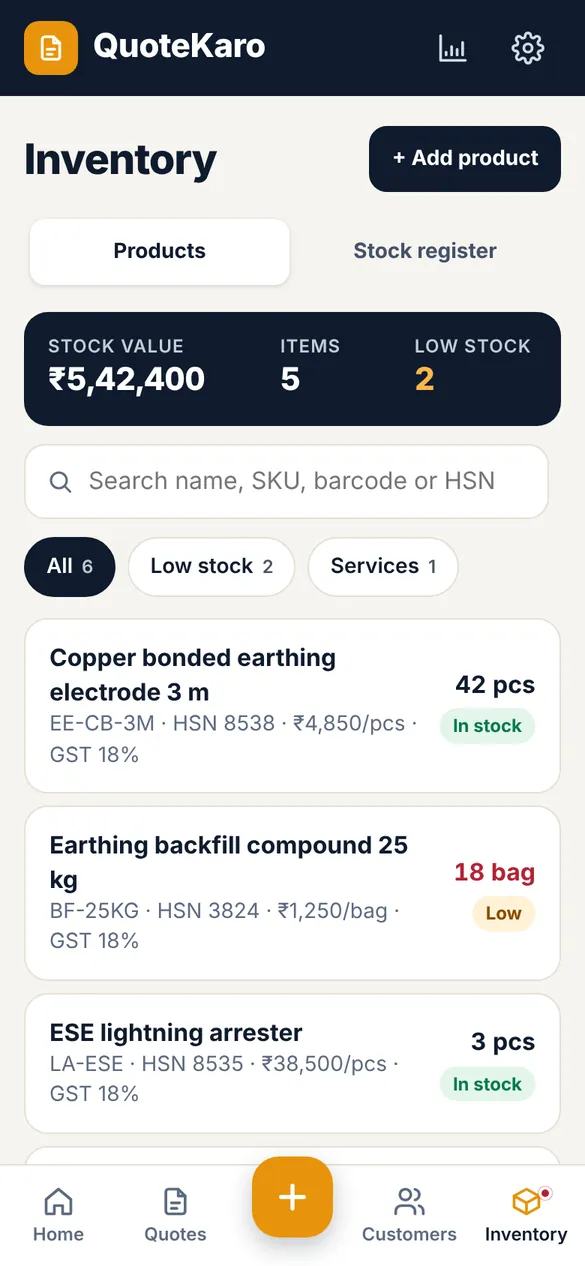 QuoteKaro
Inventory
+ Add product
Products
Stock register
STOCK VALUE
ITEMS
LOW STOCK
₹5,42,400
5
2
Search name, SKU, barcode or HSN
All 6
Low stock 2
Services 1
Copper bonded earthing
electrode 3 m
EE-CB-3M · HSN 8538 · ₹4,850/pcs ·
GST 18%
42 pcs
In stock
Earthing backfill compound 25
kg
BF-25KG · HSN 3824 · ₹1,250/bag ·
GST 18%
18 bag
Low
ESE lightning arrester
LA-ESE · HSN 8535 · ₹38,500/pcs ·
GST 18%
3 pcs
In stock
Home
Quotes
+
Customers
Inventory